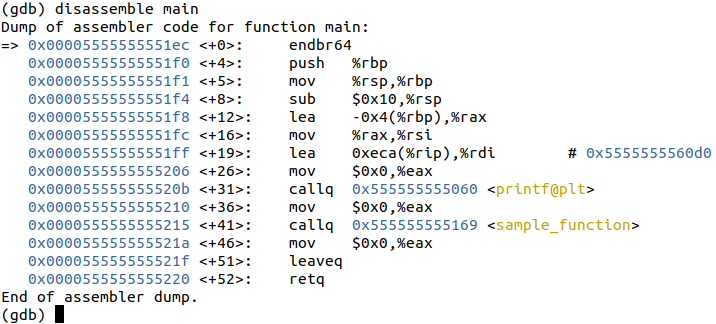 (gdb) disassemble main
Dump of assembler code for function main:
=> 0x00005555555551ec <+0>:     endbr64
   0x00005555555551f0 <+4>:     push   %rbp
   0x00005555555551f1 <+5>:     mov    %rsp,%rbp
   0x00005555555551f4 <+8>:     sub    $0x10,%rsp
   0x00005555555551f8 <+12>:    lea    -0x4(%rbp),%rax
   0x00005555555551fc <+16>:    mov    %rax,%rsi
   0x00005555555551ff <+19>:    lea    0xeca(%rip),%rdi        # 0x5555555560d0
   0x0000555555555206 <+26>:    mov    $0x0,%eax
   0x000055555555520b <+31>:    callq  0x555555555060 <printf@plt>
   0x0000555555555210 <+36>:    mov    $0x0,%eax
   0x0000555555555215 <+41>:    callq  0x555555555169 <sample_function>
   0x000055555555521a <+46>:    mov    $0x0,%eax
   0x000055555555521f <+51>:    leaveq
   0x0000555555555220 <+52>:    retq
End of assembler dump.
(gdb)